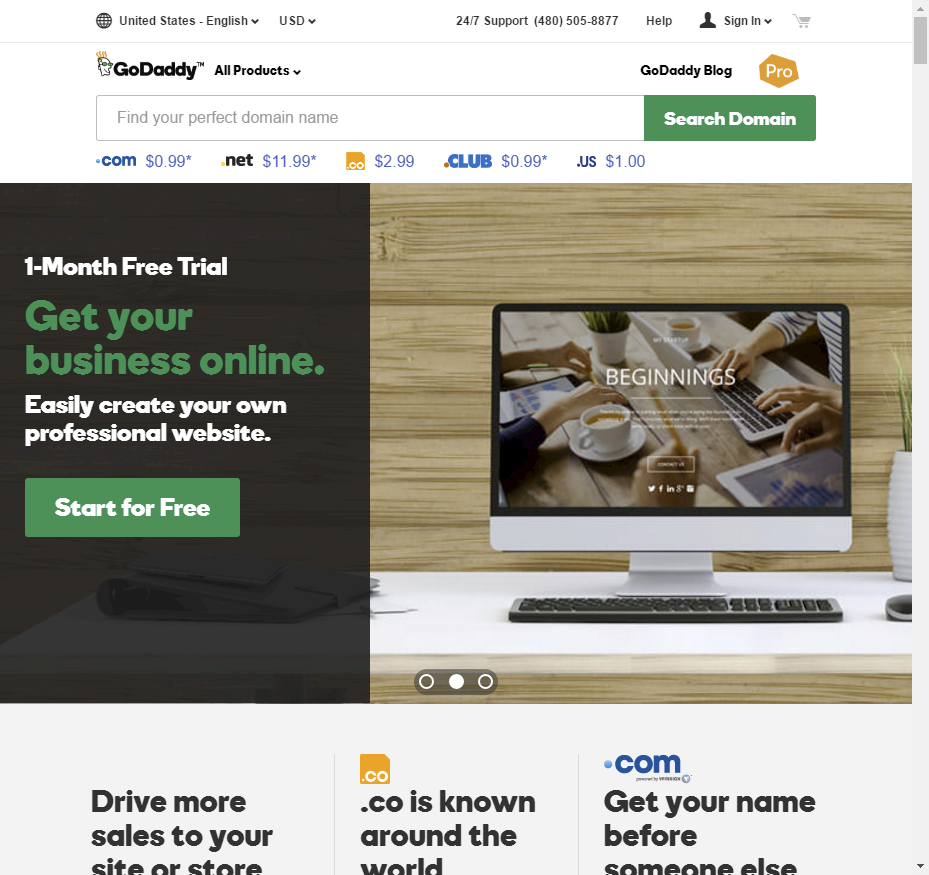 United States - English USD 24/7 Support (480) 505-8877 Help Sign In
GoDaddy™ All Products GoDaddy Blog Pro
Find your perfect domain name Search Domain
.com $0.99* .net $11.99* .co $2.99 .CLUB $0.99* .US $1.00
1-Month Free Trial
Get your
business online.
Easily create your own
professional website.
Start for Free
MY STARTUP
BEGINNINGS
CONTACT US
.co
.com
powered by VERISIGN
Drive more
sales to your
site or store
.co is known
around the
world
Get your name
before
someone else